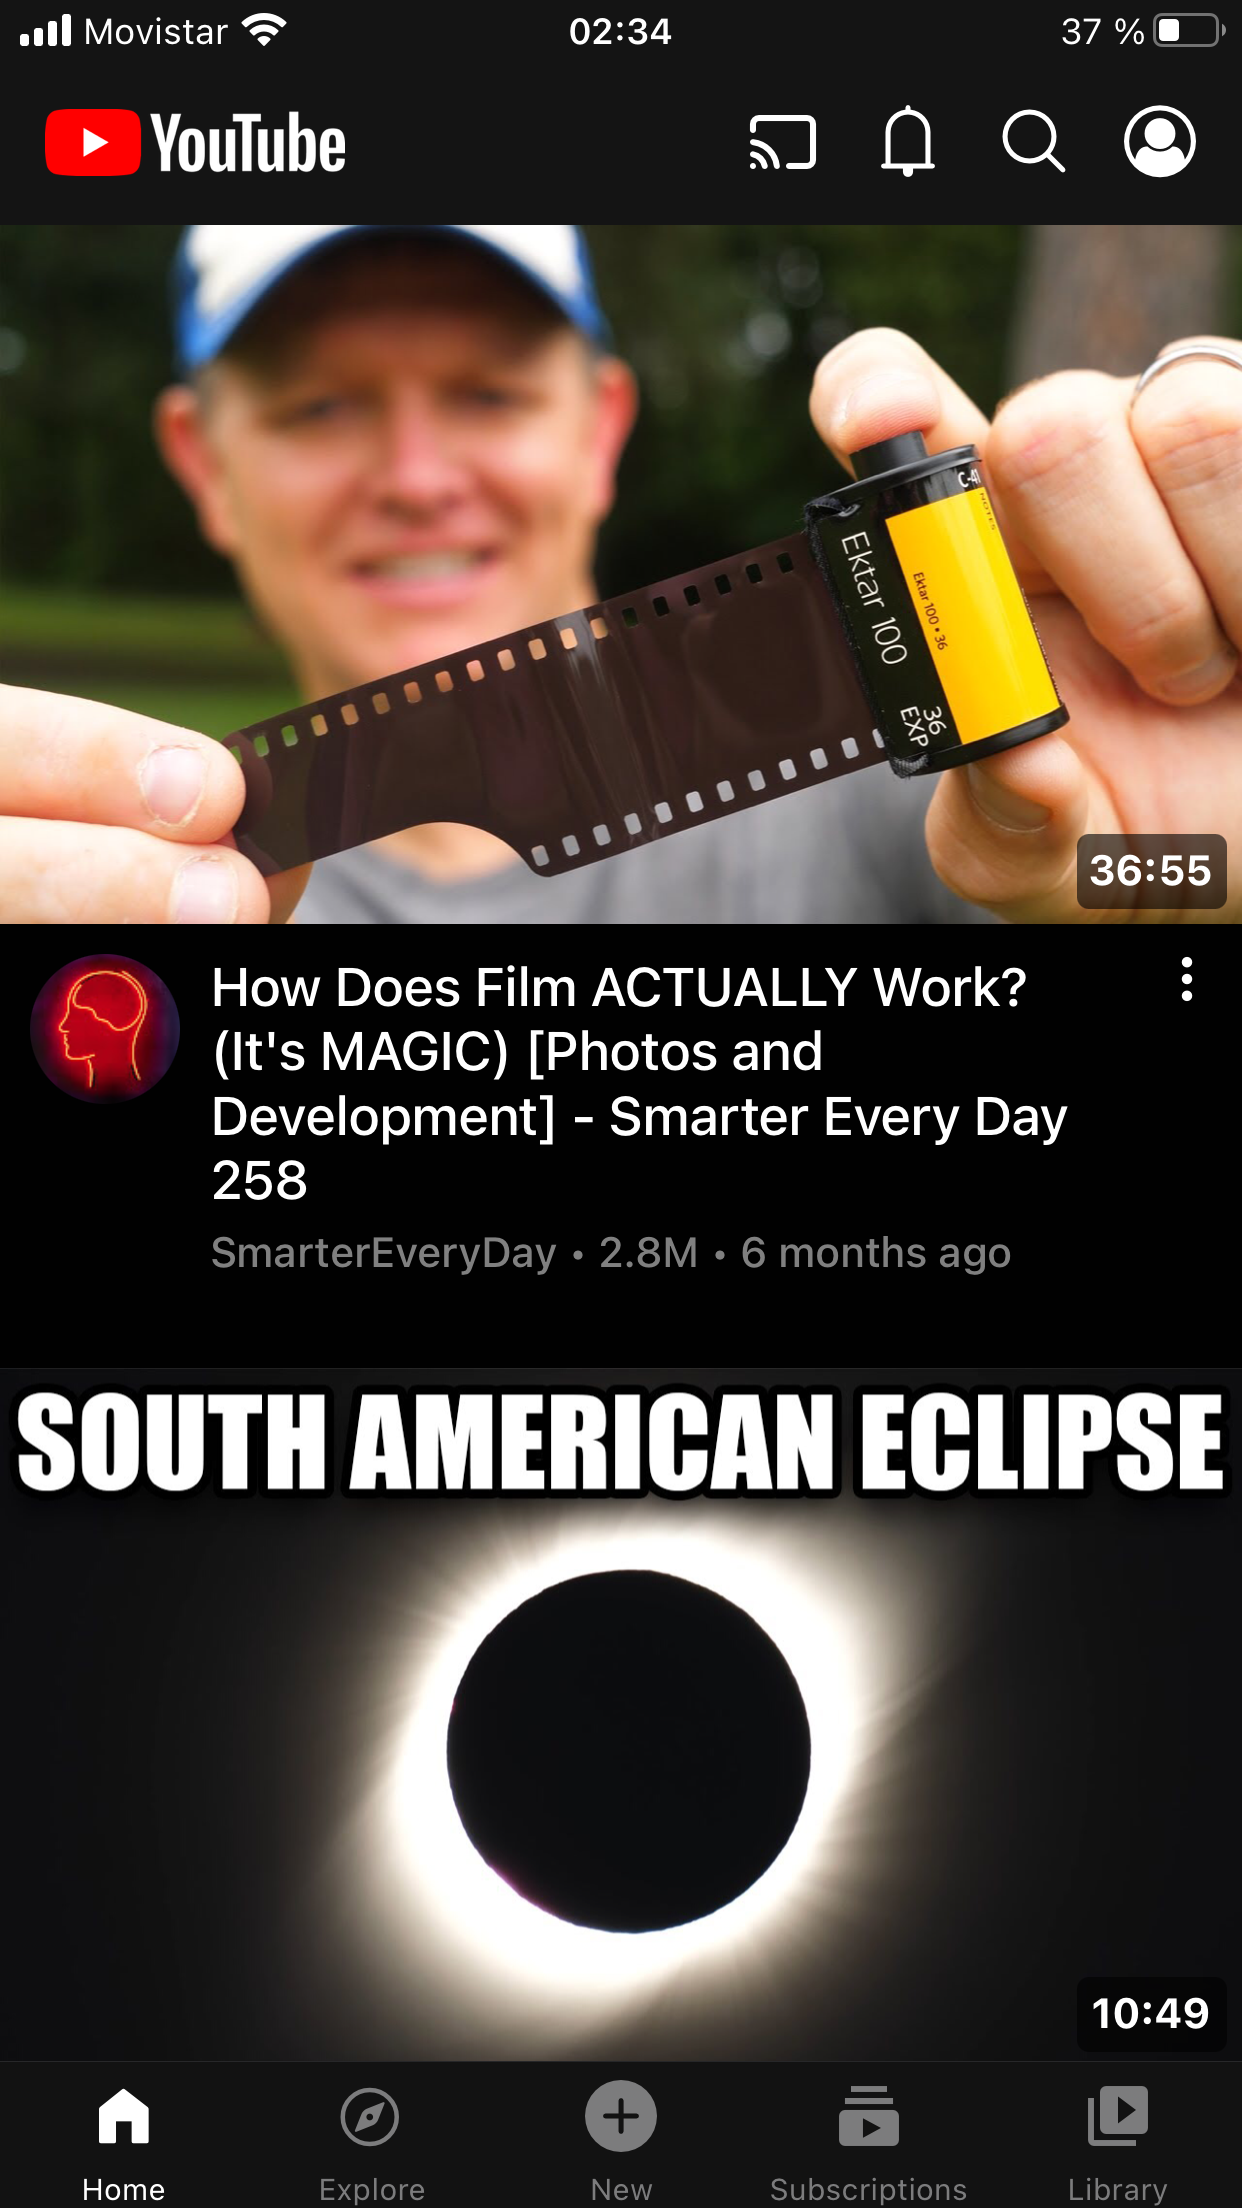 Movistar
02:34
37 %
YouTube
C-41
NOTES
Ektar 100
Ektar 100 • 36
36
EXP
36:55
How Does Film ACTUALLY Work?
(It's MAGIC) [Photos and
Development] - Smarter Every Day
258
SmarterEveryDay • 2.8M • 6 months ago
SOUTH AMERICAN ECLIPSE
10:49
Home
Explore
New
Subscriptions
Library